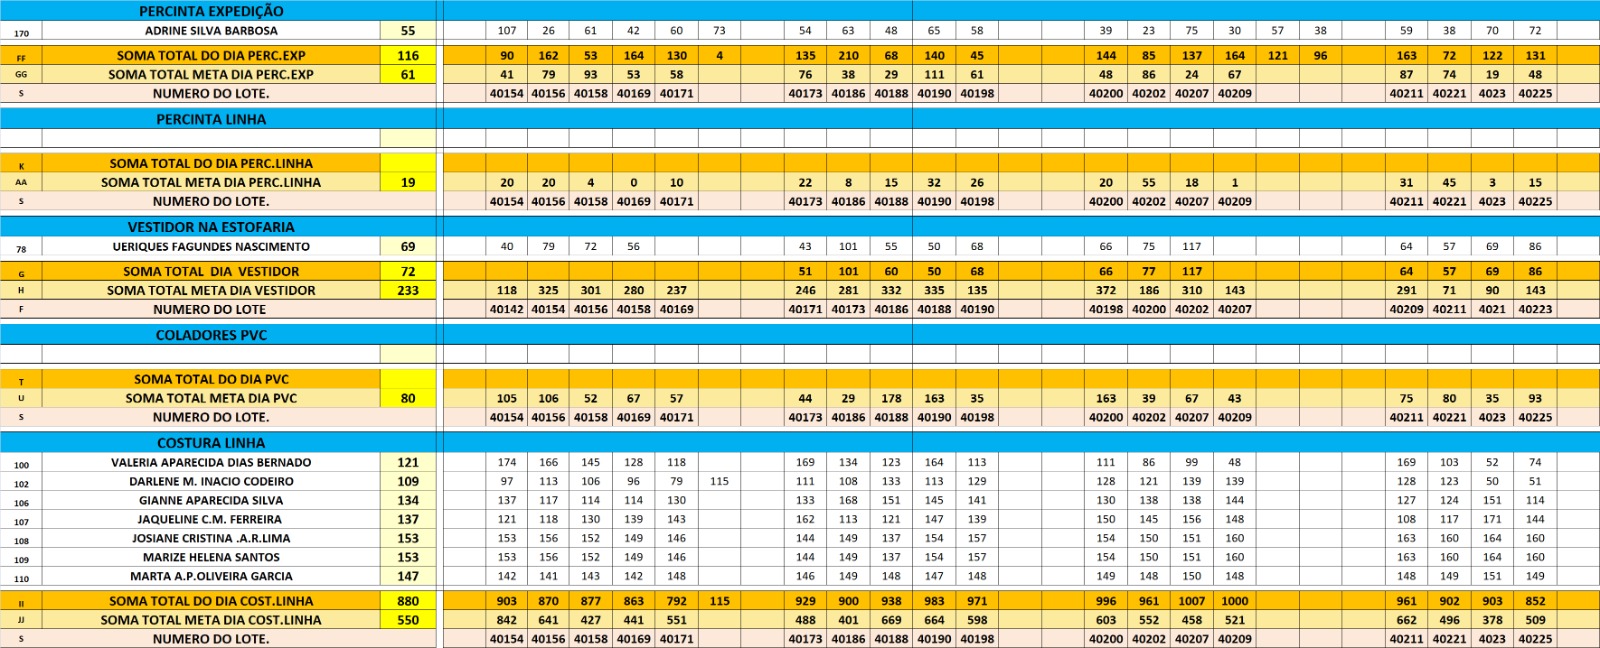 PERCINTA EXPEDIÇÃO
170 ADRINE SILVA BARBOSA 55 107 26 61 42 60 73 54 63 48 65 58 39 23 75 30 57 38 59 38 70 72
FF SOMA TOTAL DO DIA PERC.EXP 116 90 162 53 164 130 4 135 210 68 140 45 144 85 137 164 121 96 163 72 122 131
GG SOMA TOTAL META DIA PERC.EXP 61 41 79 93 53 58 76 38 29 111 61 48 86 24 67 87 74 19 48
S NUMERO DO LOTE. 40154 40156 40158 40169 40171 40173 40186 40188 40190 40198 40200 40202 40207 40209 40211 40221 4023 40225
PERCINTA LINHA
K SOMA TOTAL DO DIA PERC.LINHA
AA SOMA TOTAL META DIA PERC.LINHA 19 20 20 4 0 10 22 8 15 32 26 20 55 18 1 31 45 3 15
S NUMERO DO LOTE. 40154 40156 40158 40169 40171 40173 40186 40188 40190 40198 40200 40202 40207 40209 40211 40221 4023 40225
VESTIDOR NA ESTOFARIA
78 UERIQUES FAGUNDES NASCIMENTO 69 40 79 72 56 43 101 55 50 68 66 75 117 64 57 69 86
G SOMA TOTAL DIA VESTIDOR 72 51 101 60 50 68 66 77 117 64 57 69 86
H SOMA TOTAL META DIA VESTIDOR 233 118 325 301 280 237 246 281 332 335 135 372 186 310 143 291 71 90 143
F NUMERO DO LOTE 40142 40154 40156 40158 40169 40171 40173 40186 40188 40190 40198 40200 40202 40207 40209 40211 4021 40223
COLADORES PVC
T SOMA TOTAL DO DIA PVC
U SOMA TOTAL META DIA PVC 80 105 106 52 67 57 44 29 178 163 35 163 39 67 43 75 80 35 93
S NUMERO DO LOTE. 40154 40156 40158 40169 40171 40173 40186 40188 40190 40198 40200 40202 40207 40209 40211 40221 4023 40225
COSTURA LINHA
100 VALERIA APARECIDA DIAS BERNADO 121 174 166 145 128 118 169 134 123 164 113 111 86 99 48 169 103 52 74
102 DARLENE M. INACIO CODEIRO 109 97 113 106 96 79 115 111 108 133 113 129 128 121 139 139 128 123 50 51
106 GIANNE APARECIDA SILVA 134 137 117 114 114 130 133 168 151 145 141 130 138 138 144 127 124 151 114
107 JAQUELINE C.M. FERREIRA 137 121 118 130 139 143 162 113 121 147 139 150 145 156 148 108 117 171 144
108 JOSIANE CRISTINA .A.R.LIMA 153 153 156 152 149 146 144 149 137 154 157 154 150 151 160 163 160 164 160
109 MARIZE HELENA SANTOS 153 153 156 152 149 146 144 149 137 154 157 154 150 151 160 163 160 164 160
110 MARTA A.P.OLIVEIRA GARCIA 147 142 141 143 142 148 146 149 148 147 148 149 148 150 148 148 149 151 149
II SOMA TOTAL DO DIA COST.LINHA 880 903 870 877 863 792 115 929 900 938 983 971 996 961 1007 1000 961 902 903 852
JJ SOMA TOTAL META DIA COST.LINHA 550 842 641 427 441 551 488 401 669 664 598 603 552 458 521 662 496 378 509
S NUMERO DO LOTE. 40154 40156 40158 40169 40171 40173 40186 40188 40190 40198 40200 40202 40207 40209 40211 40221 4023 40225